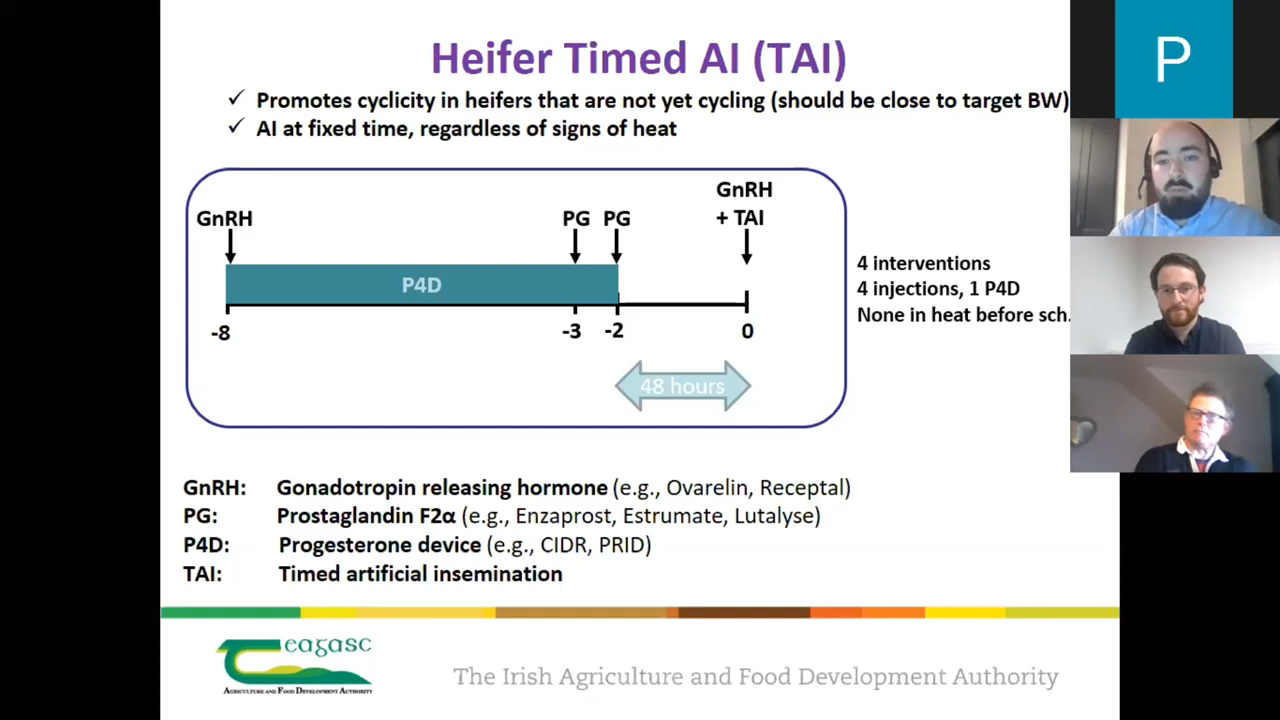 Heifer Timed AI (TAI)
✓ Promotes cyclicity in heifers that are not yet cycling (should be close to target BW)
✓ AI at fixed time, regardless of signs of heat
GnRH
+ TAI
GnRH
PG PG
P4D
-8
-3 -2
0
48 hours
4 interventions
4 injections, 1 P4D
None in heat before sch.
GnRH: Gonadotropin releasing hormone (e.g., Ovarelin, Receptal)
PG: Prostaglandin F2α (e.g., Enzaprost, Estrumate, Lutalyse)
P4D: Progesterone device (e.g., CIDR, PRID)
TAI: Timed artificial insemination
eagasc
AGRICULTURE AND FOOD DEVELOPMENT AUTHORITY
The Irish Agriculture and Food Development Authority
P